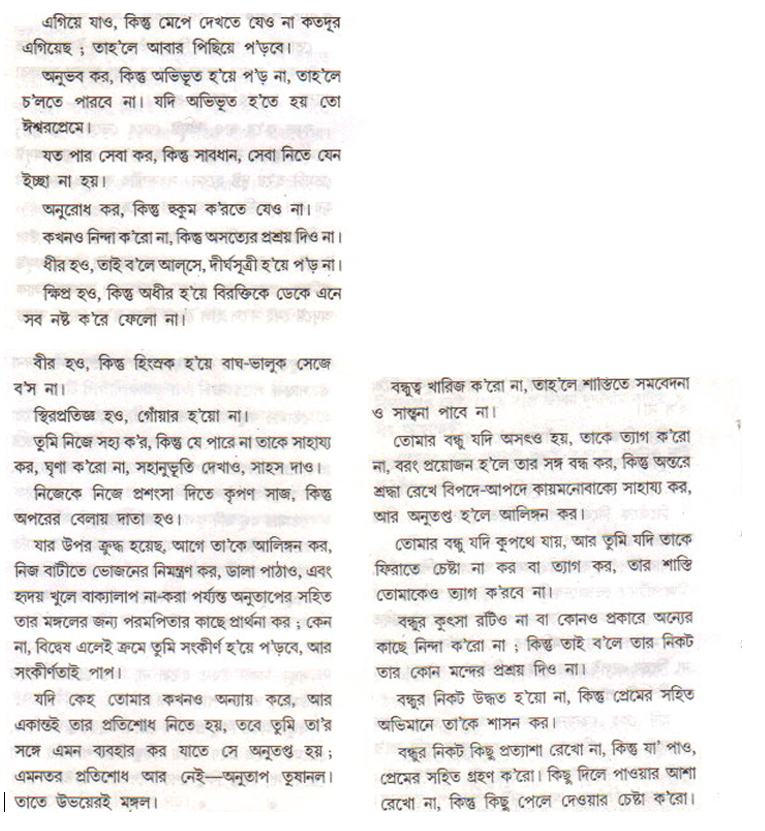 এগিয়ে যাও, কিন্তু মেপে দেখতে যেও না কতদূর
এগিয়েছ ; তাহ'লে আবার পিছিয়ে প'ড়বে।
অনুভব কর, কিন্তু অভিভূত হ'য়ে প'ড় না, তাহ'লে
চ'লতে পারবে না। যদি অভিভূত হ'তে হয় তো
ঈশ্বরপ্রেমে।
যত পার সেবা কর, কিন্তু সাবধান, সেবা নিতে যেন
ইচ্ছা না হয়।
অনুরোধ কর, কিন্তু হুকুম ক'রতে যেও না।
কখনও নিন্দা ক'রো না, কিন্তু অসত্যের প্রশ্রয় দিও না।
ধীর হও, তাই ব'লে আল্‌সে, দীর্ঘসূত্রী হ'য়ে প'ড় না।
ক্ষিপ্র হও, কিন্তু অধীর হ'য়ে বিরক্তিকে ডেকে এনে
সব নষ্ট ক'রে ফেলো না।
বীর হও, কিন্তু হিংস্রক হ'য়ে বাঘ-ভালুক সেজে
ব'স না।
স্থিরপ্রতিজ্ঞ হও, গোঁয়ার হ'য়ো না।
তুমি নিজে সহ্য ক'র, কিন্তু যে পারে না তাকে সাহায্য
কর, ঘৃণা ক'রো না, সহানুভূতি দেখাও, সাহস দাও।
নিজেকে নিজে প্রশংসা দিতে কৃপণ সাজ, কিন্তু
অপরের বেলায় দাতা হও।
যার উপর ক্রুদ্ধ হয়েছ, আগে তা'কে আলিঙ্গন কর,
নিজ বাটীতে ভোজনের নিমন্ত্রণ কর, ডালা পাঠাও, এবং
হৃদয় খুলে বাক্যালাপ না-করা পর্য্যন্ত অনুতাপের সহিত
তার মঙ্গলের জন্য পরমপিতার কাছে প্রার্থনা কর ; কেন
না, বিদ্বেষ এলেই ক্রমে তুমি সংকীর্ণ হ'য়ে প'ড়বে, আর
সংকীর্ণতাই পাপ।
যদি কেহ তোমার কখনও অন্যায় করে, আর
একান্তই তার প্রতিশোধ নিতে হয়, তবে তুমি তা'র
সঙ্গে এমন ব্যবহার কর যাতে সে অনুতপ্ত হয় ;
এমনতর প্রতিশোধ আর নেই—অনুতাপ তুষানল।
তাতে উভয়েরই মঙ্গল।
বন্ধুত্ব খারিজ ক'রো না, তাহ'লে শাস্তিতে সমবেদনা
ও সান্ত্বনা পাবে না।
তোমার বন্ধু যদি অসৎও হয়, তাকে ত্যাগ ক'রো
না, বরং প্রয়োজন হ'লে তার সঙ্গ বন্ধ কর, কিন্তু অন্তরে
শ্রদ্ধা রেখে বিপদে-আপদে কায়মনোবাক্যে সাহায্য কর,
আর অনুতপ্ত হ'লে আলিঙ্গন কর।
তোমার বন্ধু যদি কুপথে যায়, আর তুমি যদি তাকে
ফিরাতে চেষ্টা না কর বা ত্যাগ কর, তার শাস্তি
তোমাকেও ত্যাগ ক'রবে না।
বন্ধুর কুৎসা রটিও না বা কোনও প্রকারে অন্যের
কাছে নিন্দা ক'রো না ; কিন্তু তাই ব'লে তার নিকট
তার কোন মন্দের প্রশ্রয় দিও না।
বন্ধুর নিকট উদ্ধত হ'য়ো না, কিন্তু প্রেমের সহিত
অভিমানে তা'কে শাসন কর।
বন্ধুর নিকট কিছু প্রত্যাশা রেখো না, কিন্তু যা' পাও,
প্রেমের সহিত গ্রহণ ক'রো। কিছু দিলে পাওয়ার আশা
রেখো না, কিন্তু কিছু পেলে দেওয়ার চেষ্টা ক'রো।